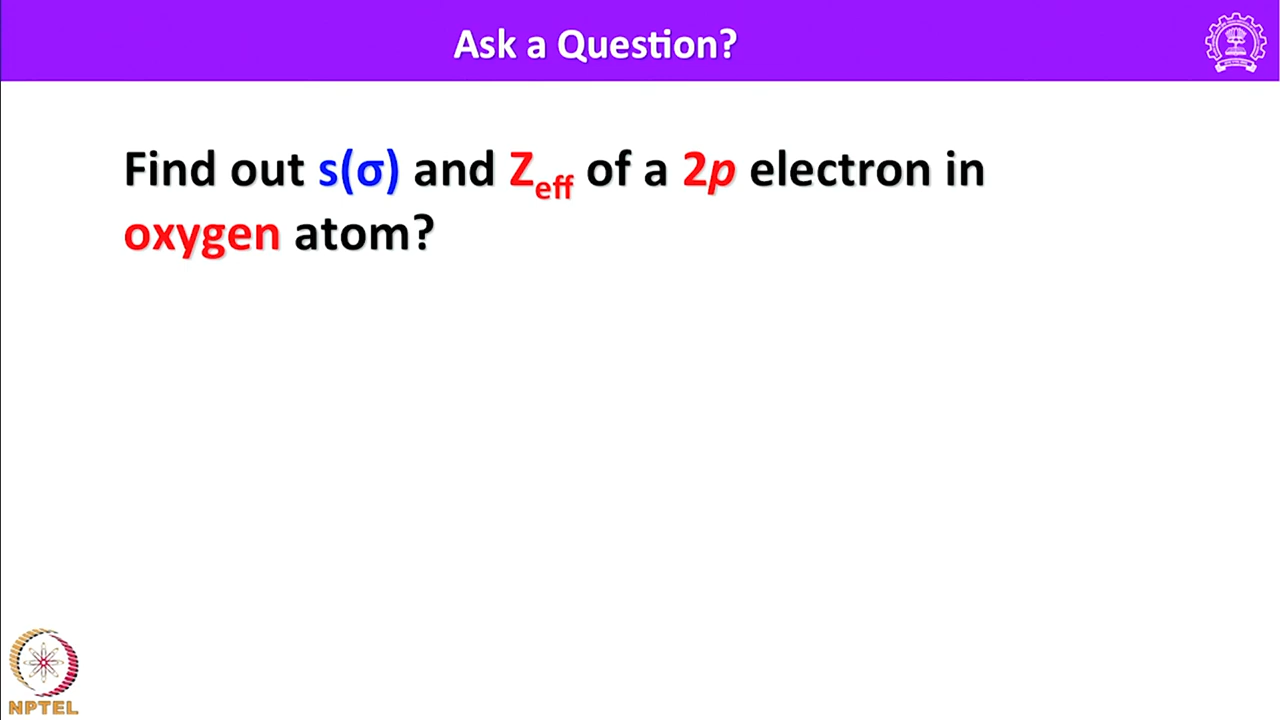 Ask a Question?
Find out s(σ) and Zeff of a 2p electron in
oxygen atom?
NPTEL